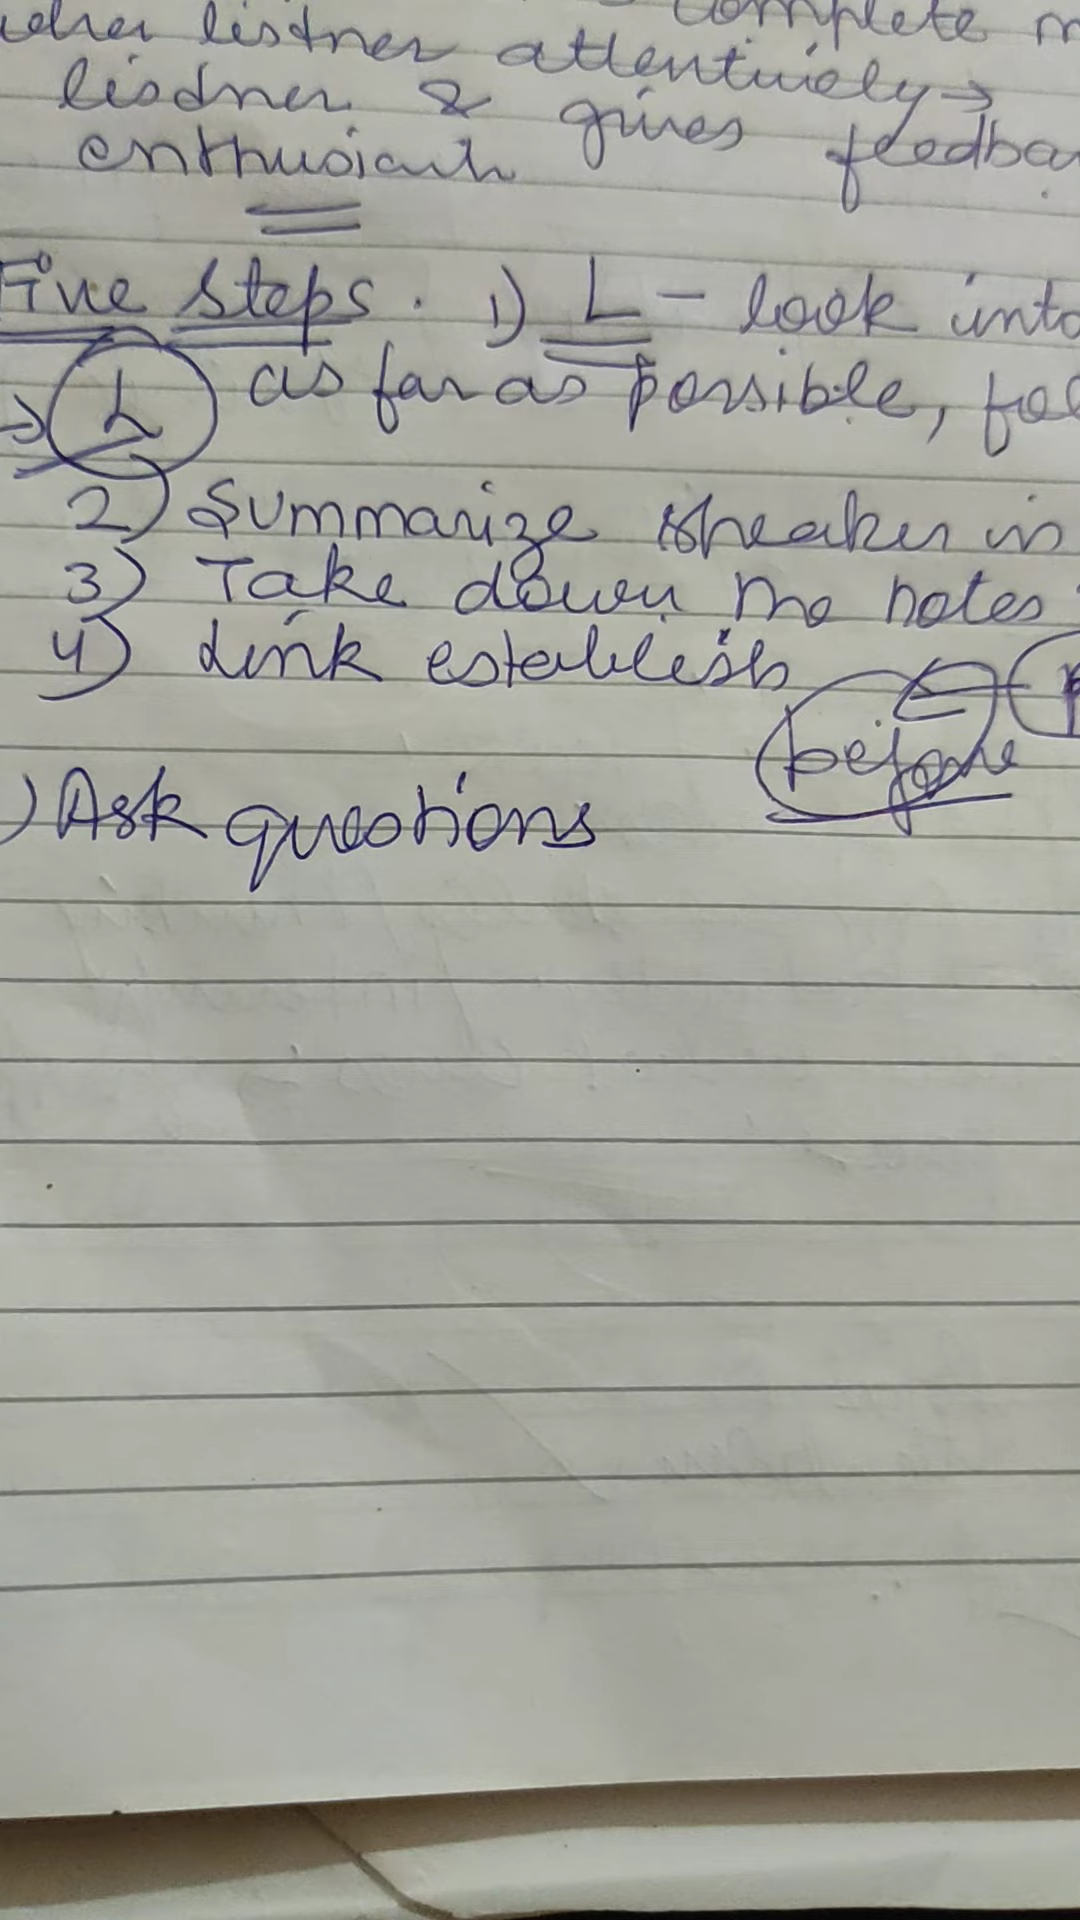 complete
listner attentively →
lisdner & gives feedba
enthusiast
Five steps. 1) L - look into
→ L as far as possible, fo
2) Summarize speaker in
3) Take down the notes
4) Link establish
before
) Ask questions